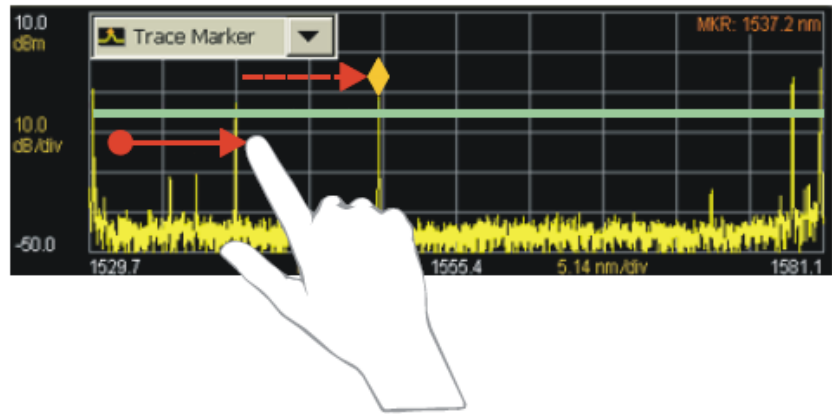 10.0
dBm
Trace Marker
MKR: 1537.2 nm
10.0
dB/div
-50.0
1529.7
1555.4
5.14 nm/div
1581.1